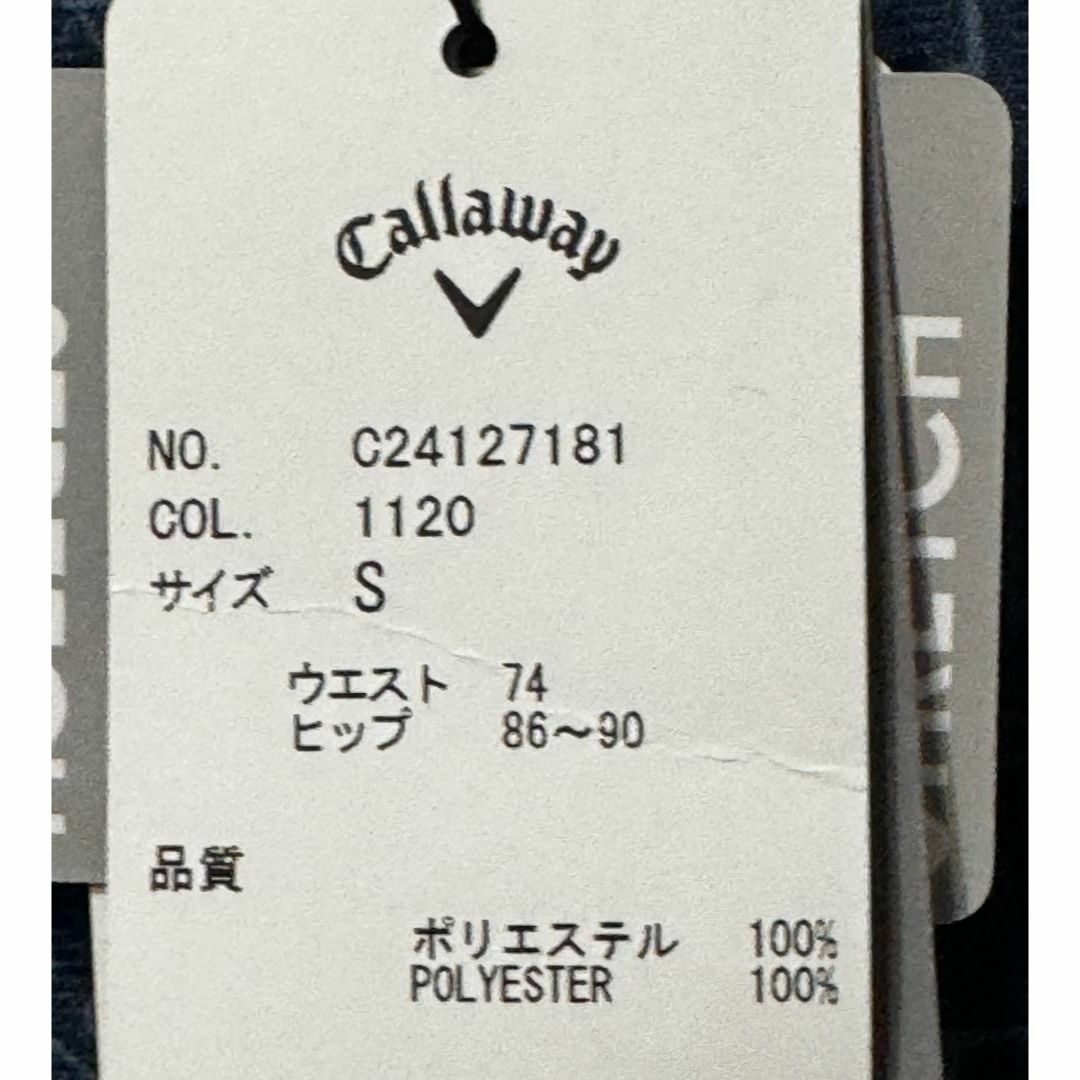 Callaway
NO. C24127181
COL. 1120
サイズ S
ウエスト 74
ヒップ 86〜90
品質
ポリエステル 100%
POLYESTER 100%